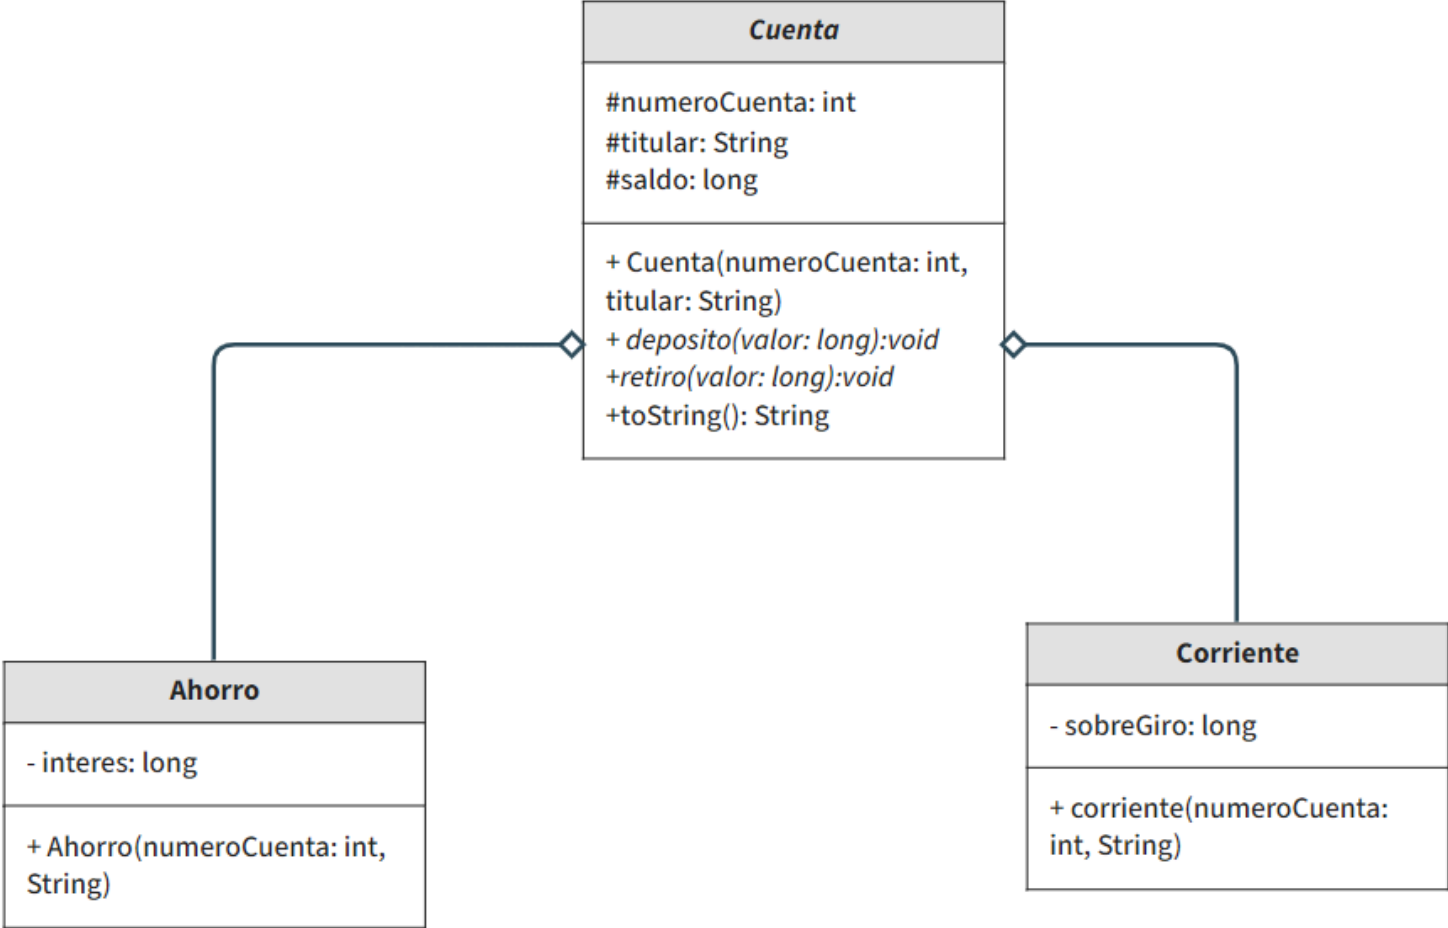 Cuenta
#numeroCuenta: int
#titular: String
#saldo: long
+ Cuenta(numeroCuenta: int,
titular: String)
+ deposito(valor: long):void
+retiro(valor: long):void
+toString(): String
Ahorro
- interes: long
+ Ahorro(numeroCuenta: int,
String)
Corriente
- sobreGiro: long
+ corriente(numeroCuenta:
int, String)